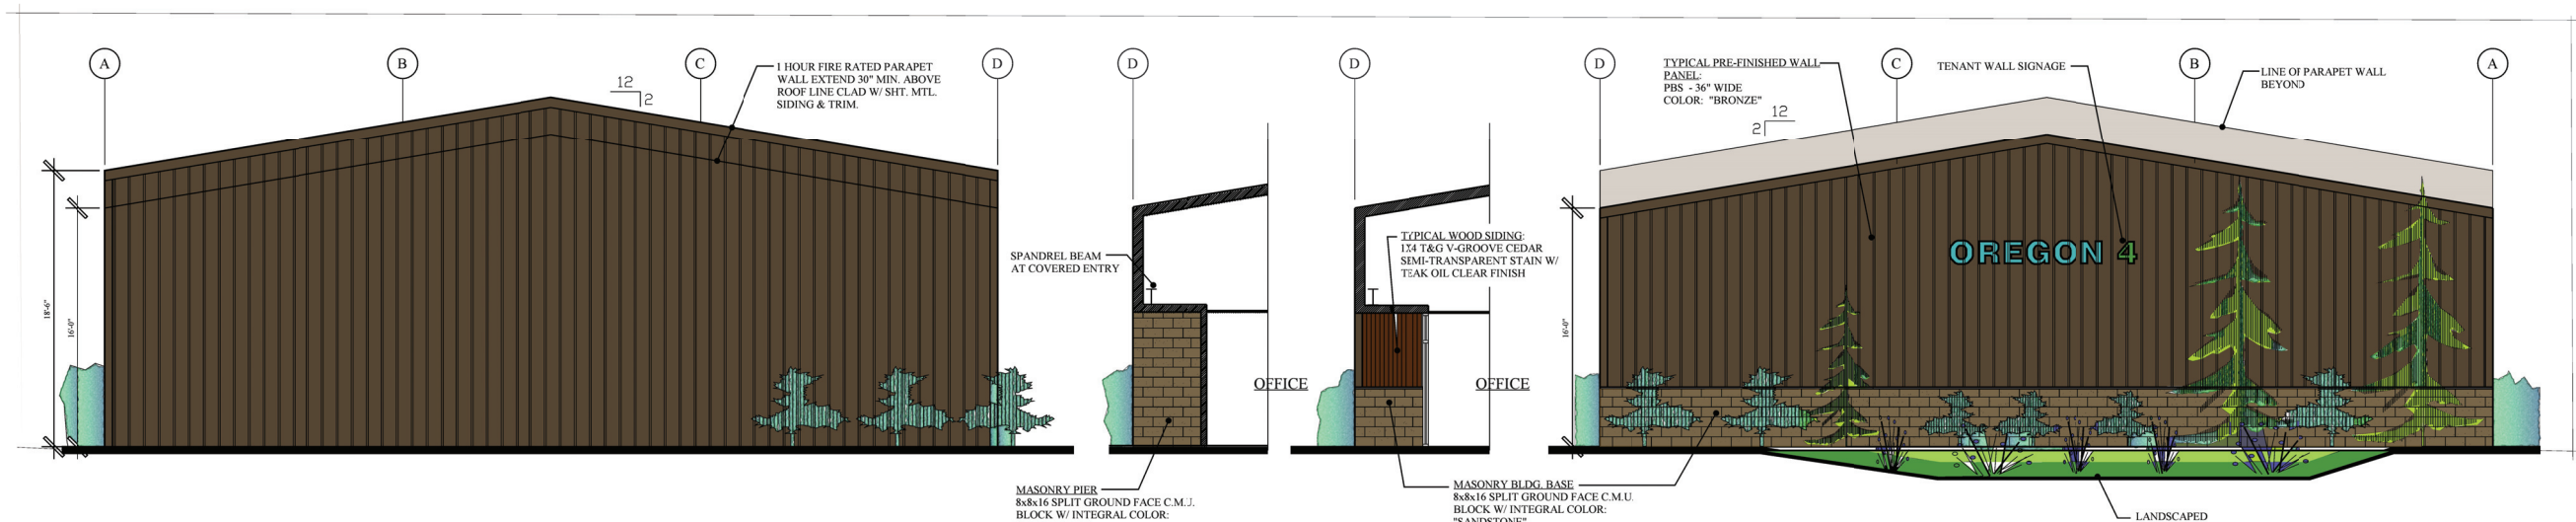 A
B
C
D
1 HOUR FIRE RATED PARAPET
WALL EXTEND 30" MIN. ABOVE
ROOF LINE CLAD W/ SHT. MTL.
SIDING & TRIM.
12
2
18'-6"
16'-0"
D
SPANDREL BEAM
AT COVERED ENTRY
OFFICE
MASONRY PIER
8x8x16 SPLIT GROUND FACE C.M.U.
BLOCK W/ INTEGRAL COLOR:
D
TYPICAL WOOD SIDING:
1X4 T&G V-GROOVE CEDAR
SEMI-TRANSPARENT STAIN W/
TEAK OIL CLEAR FINISH
OFFICE
MASONRY BLDG. BASE
8x8x16 SPLIT GROUND FACE C.M.U.
BLOCK W/ INTEGRAL COLOR:
"SANDSTONE"
D
C
B
A
TYPICAL PRE-FINISHED WALL
PANEL:
PBS - 36" WIDE
COLOR: "BRONZE"
12
2
TENANT WALL SIGNAGE
LINE OF PARAPET WALL
BEYOND
OREGON 4
16'-0"
LANDSCAPED